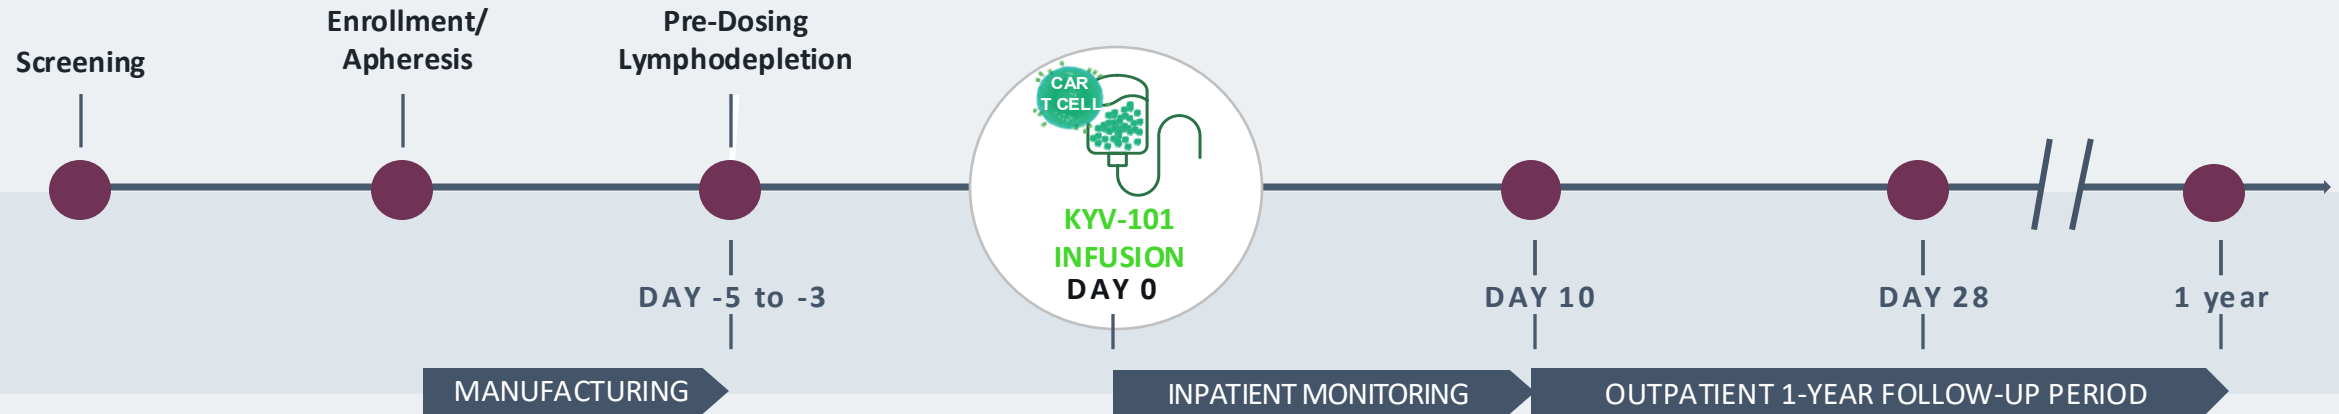 Screening
Enrollment/
Apheresis
Pre-Dosing
Lymphodepletion
CAR
T CELL
KYV-101
INFUSION
DAY 0
DAY -5 to -3
DAY 10
DAY 28
1 year
MANUFACTURING
INPATIENT MONITORING
OUTPATIENT 1-YEAR FOLLOW-UP PERIOD